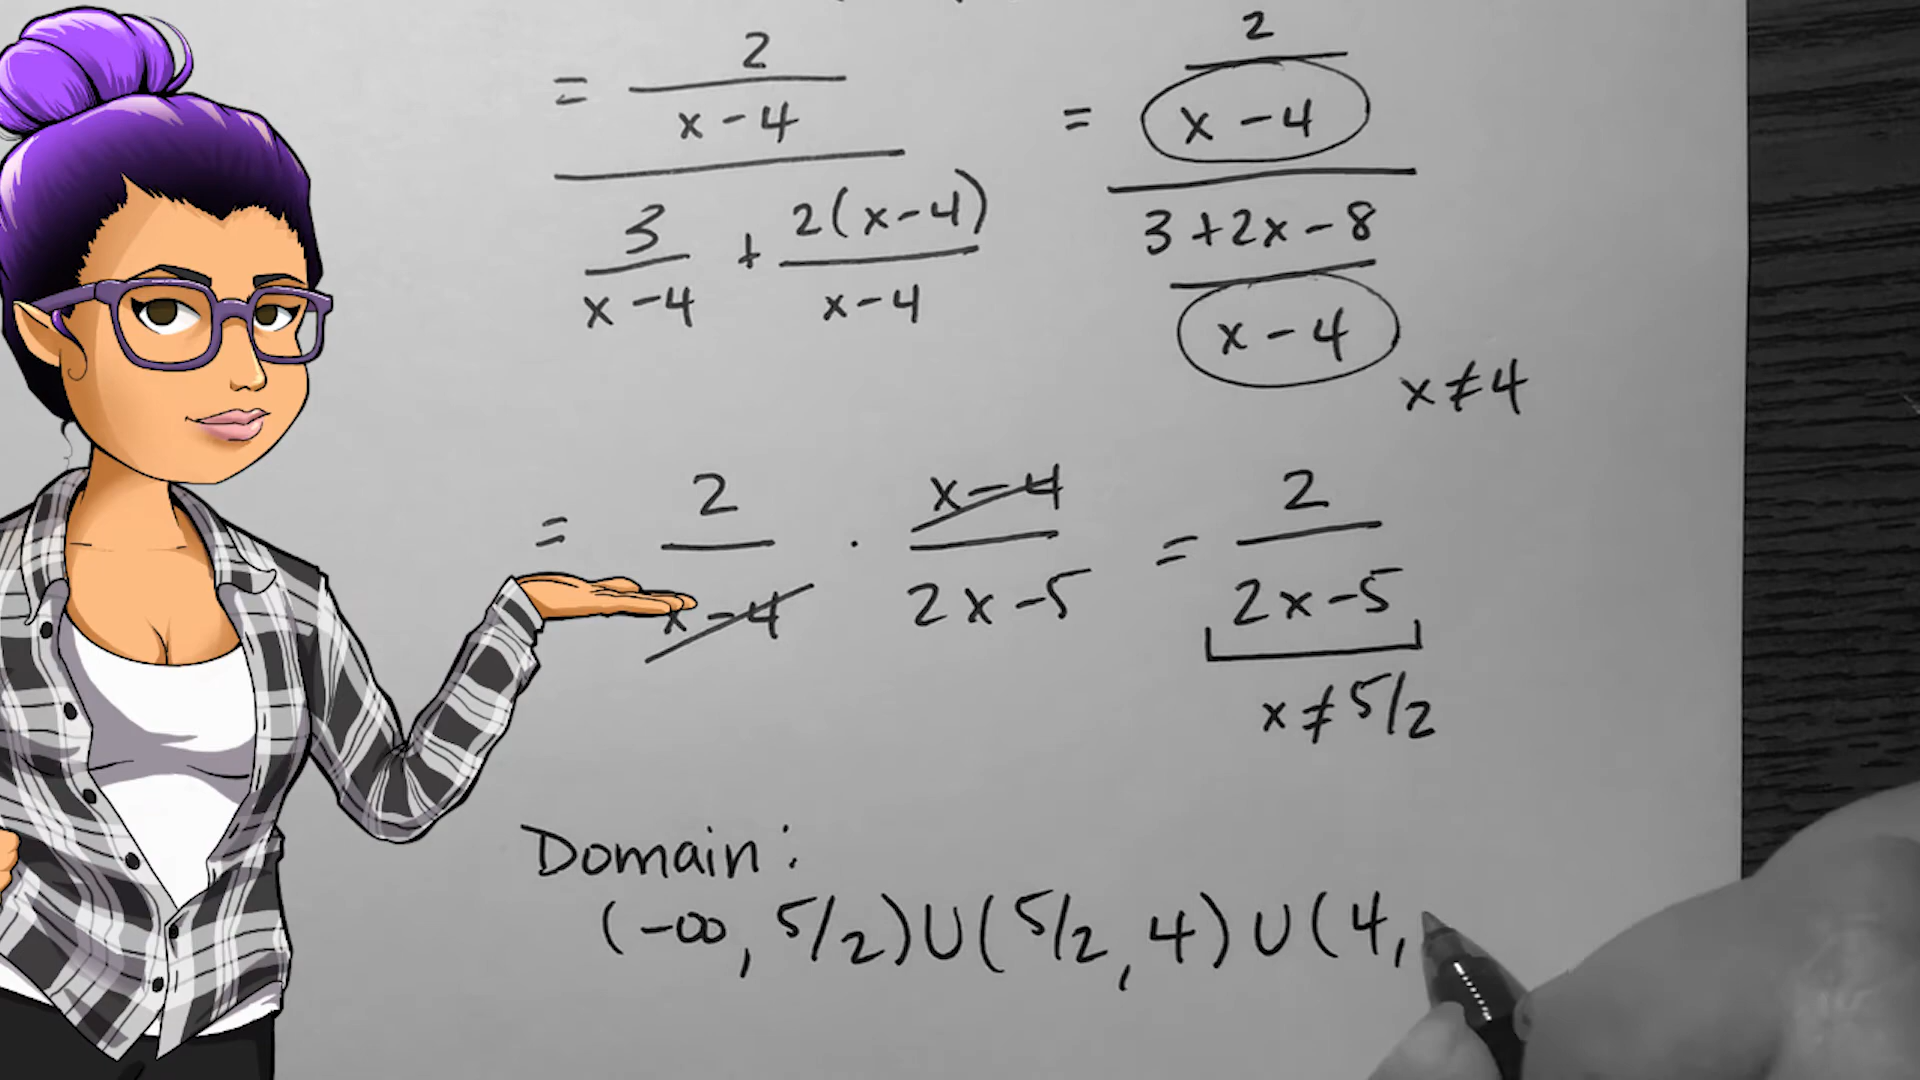 = 2/(x-4) / (3/(x-4) + 2(x-4)/(x-4))
= 2/(x-4) / ((3+2x-8)/(x-4))
x≠4
= 2/(x-4) · (x-4)/(2x-5) = 2/(2x-5)
x≠5/2
Domain:
(-∞, 5/2)∪(5/2, 4)∪(4,